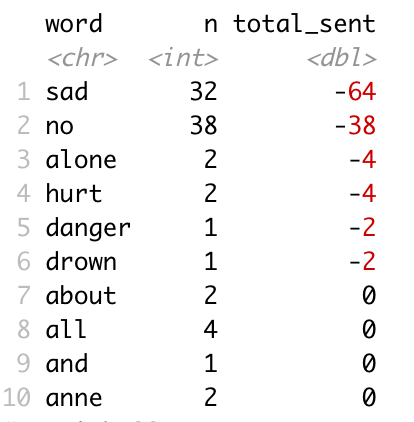 word n total_sent
<chr> <int> <dbl>
1 sad 32 -64
2 no 38 -38
3 alone 2 -4
4 hurt 2 -4
5 danger 1 -2
6 drown 1 -2
7 about 2 0
8 all 4 0
9 and 1 0
10 anne 2 0